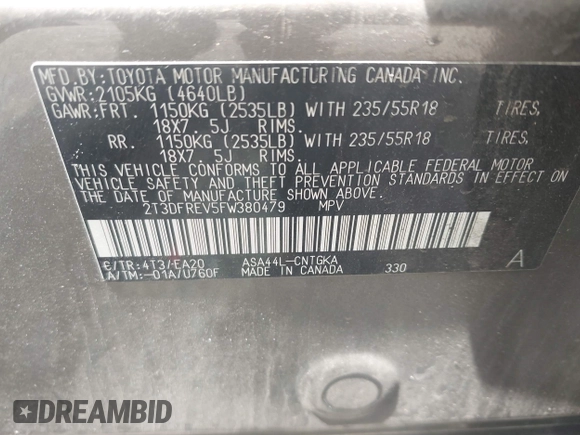 MFD.BY:TOYOTA MOTOR MANUFACTURING CANADA INC.
GVWR:2105KG (4640LB)
GAWR:FRT. 1150KG (2535LB) WITH 235/55R18 TIRES,
18X7. 5J RIMS.
RR. 1150KG (2535LB) WITH 235/55R18 TIRES,
18X7. 5J RIMS.
THIS VEHICLE CONFORMS TO ALL APPLICABLE FEDERAL MOTOR
VEHICLE SAFETY AND THEFT PREVENTION STANDARDS IN EFFECT ON
THE DATE OF MANUFACTURE SHOWN ABOVE.
2T3DFREV5FW380479 MPV
/TR:4T3/-EA20 ASA44L-CNTGKA
A/TM:-01A/U760F MADE IN CANADA 330 A
DREAMBID